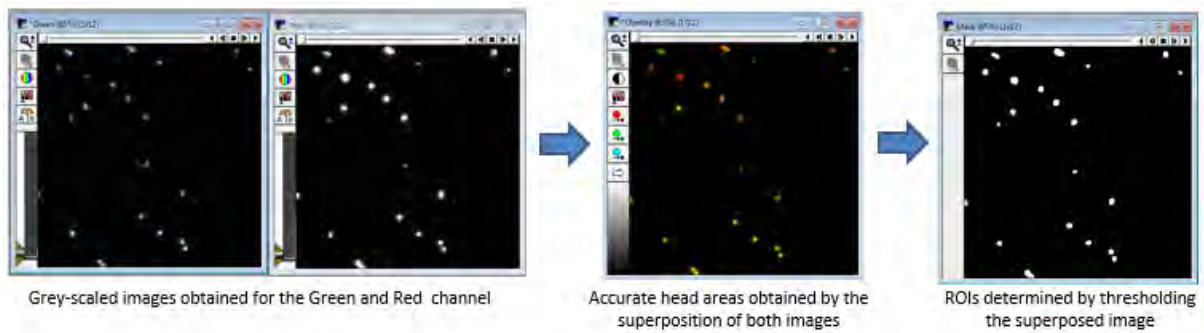 Grey-scaled images obtained for the Green and Red channel
Accurate head areas obtained by the
superposition of both images
ROIs determined by thresholding
the superposed image